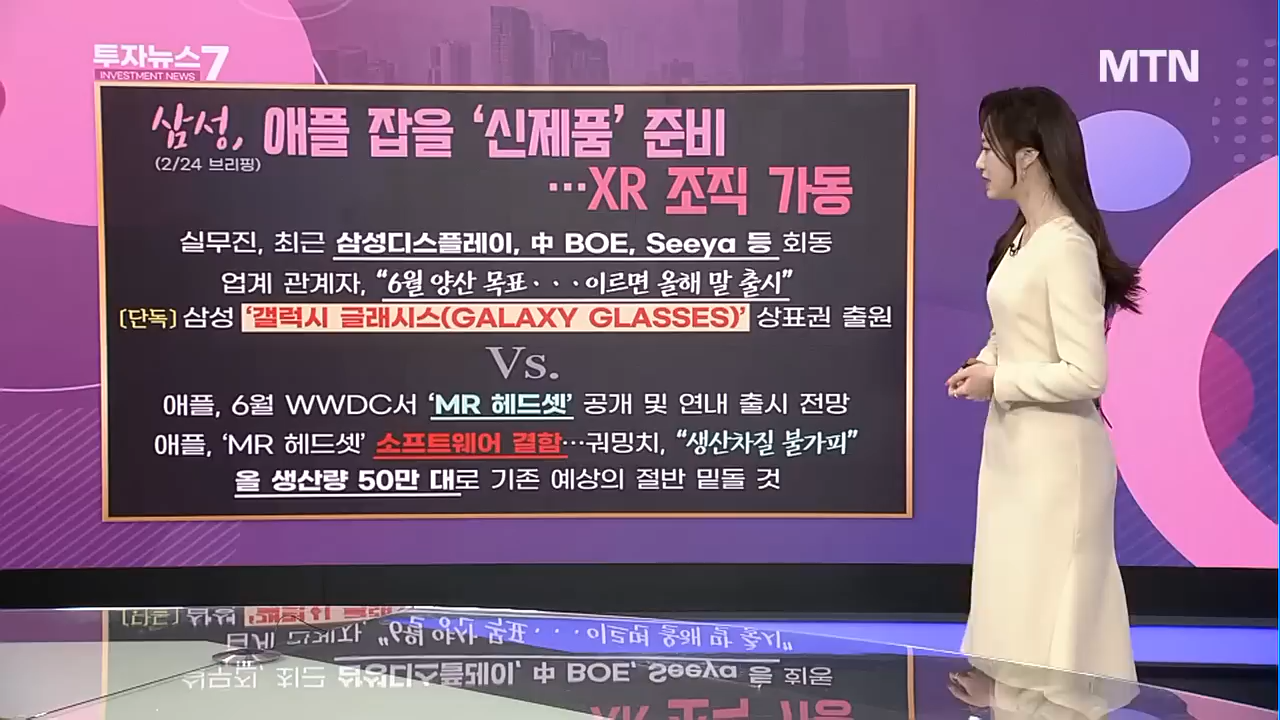 투자뉴스7
INVESTMENT NEWS
MTN
삼성, 애플 잡을 ‘신제품’ 준비
(2/24 브리핑)
…XR 조직 가동
실무진, 최근 삼성디스플레이, 中 BOE, Seeya 등 회동
업계 관계자, “6월 양산 목표···이르면 올해 말 출시”
[단독] 삼성 ‘갤럭시 글래시스(GALAXY GLASSES)’ 상표권 출원
Vs.
애플, 6월 WWDC서 ‘MR 헤드셋’ 공개 및 연내 출시 전망
애플, ‘MR 헤드셋’ 소프트웨어 결함…궈밍치, “생산차질 불가피”
올 생산량 50만 대로 기존 예상의 절반 밑돌 것